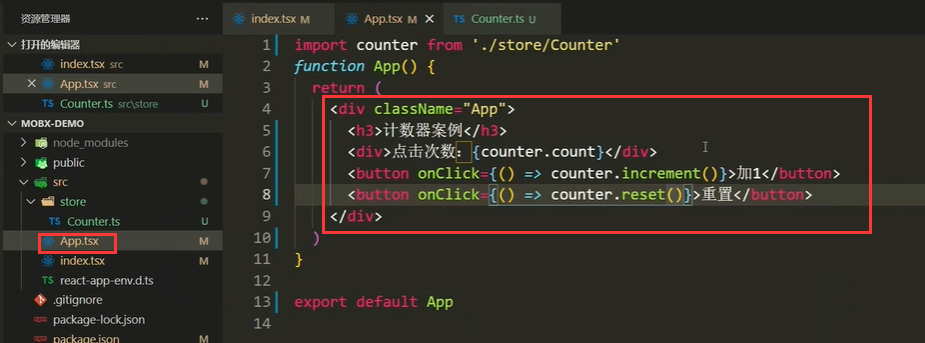 资源管理器
打开的编辑器
index.tsx src M
App.tsx src M
TS Counter.ts src\store U
MOBX-DEMO
node_modules
public
src
store
TS Counter.ts U
App.tsx M
index.tsx M
TS react-app-env.d.ts
.gitignore
package-lock.json
package.json M
index.tsx M
App.tsx M
TS Counter.ts U
1 import counter from './store/Counter'
2 function App() {
3 return (
4 <div className="App">
5 <h3>计数器案例</h3>
6 <div>点击次数：{counter.count}</div>
7 <button onClick={() => counter.increment()}>加1</button>
8 <button onClick={() => counter.reset()}>重置</button>
9 </div>
10 )
11 }
12
13 export default App
14